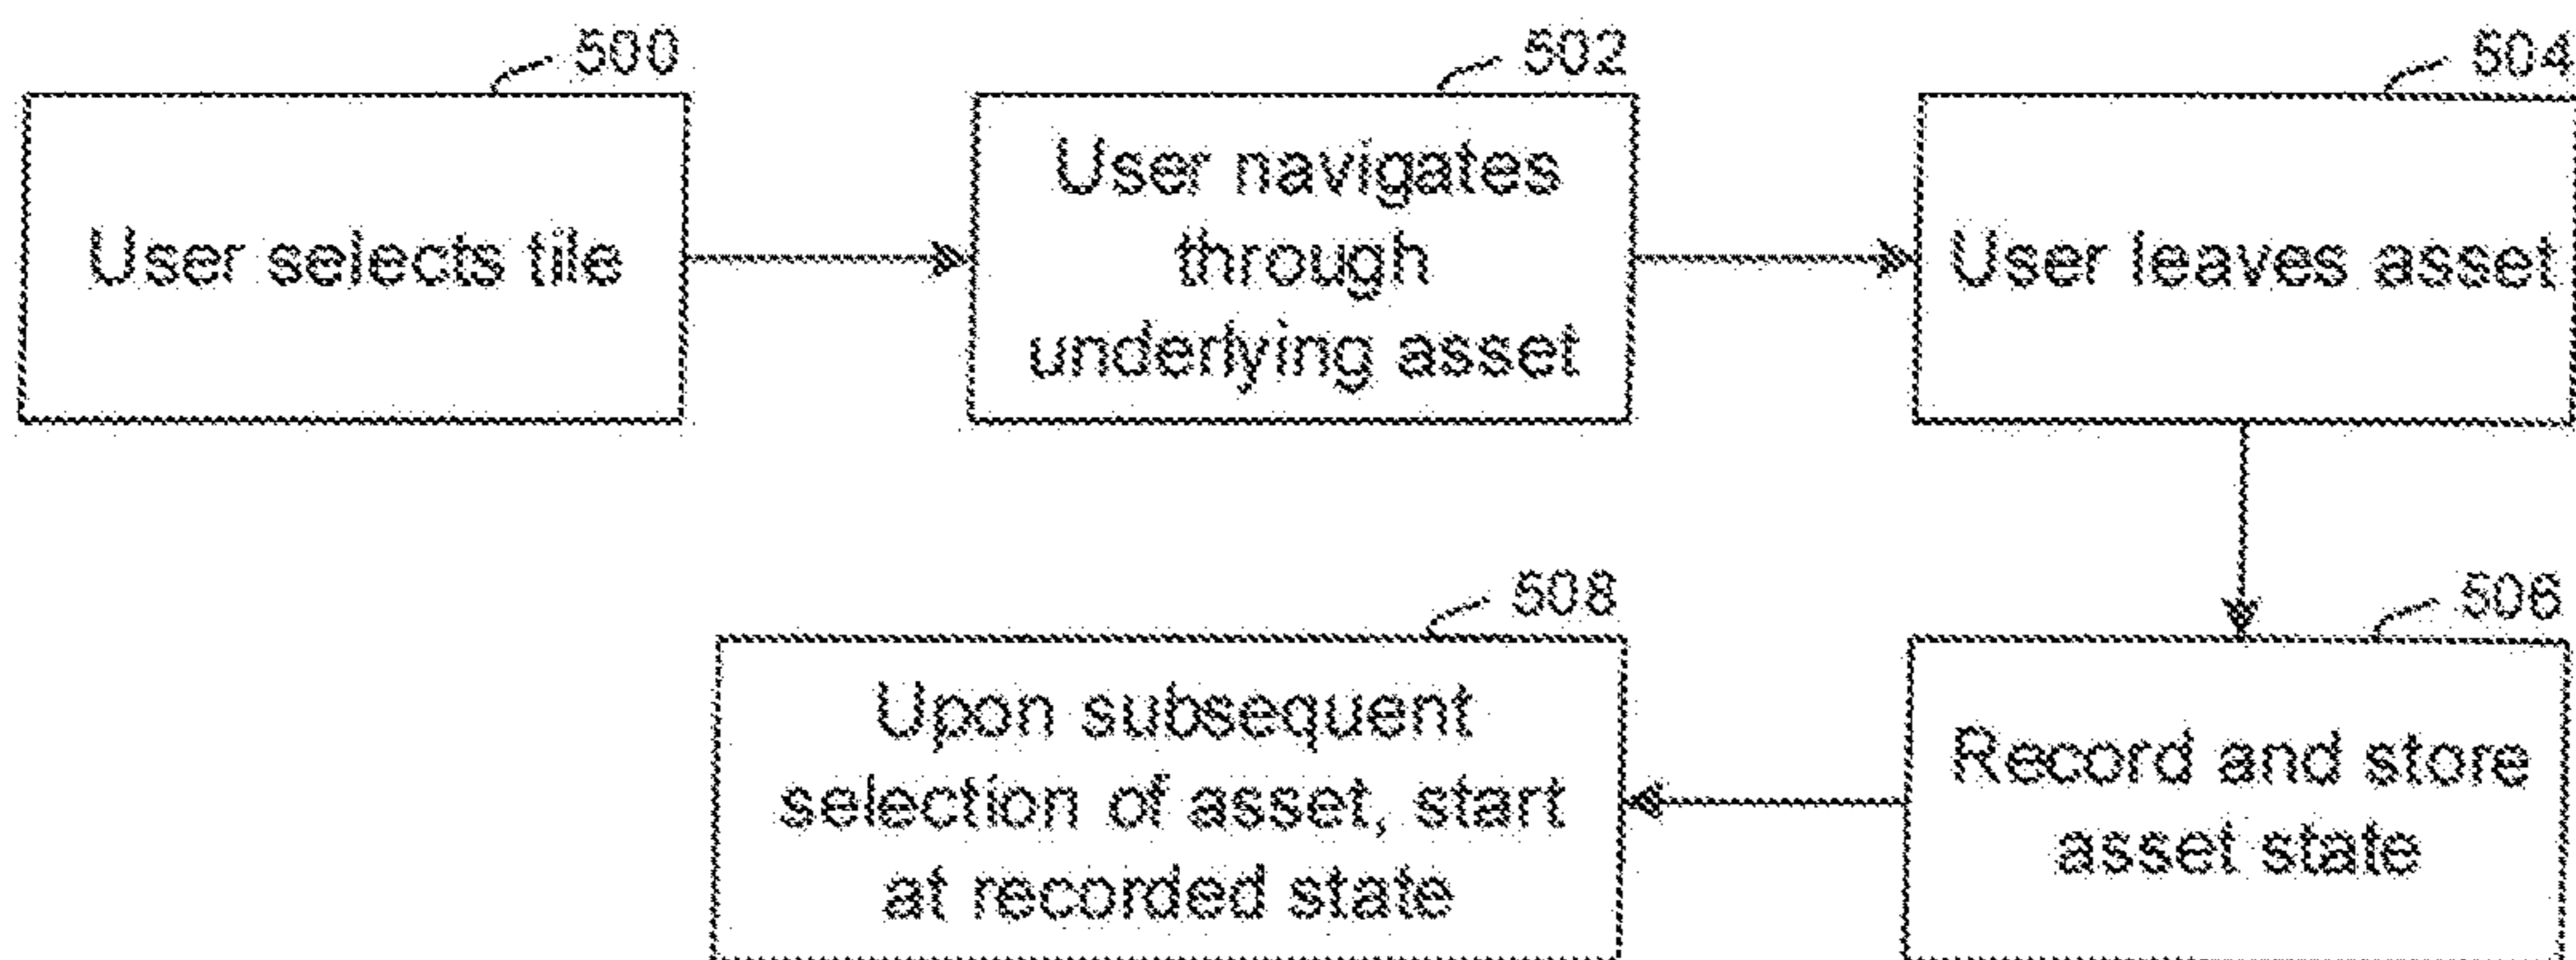 500
User selects tile
502
User navigates
through
underlying asset
504
User leaves asset
506
Record and store
asset state
508
Upon subsequent
selection of asset, start
at recorded state